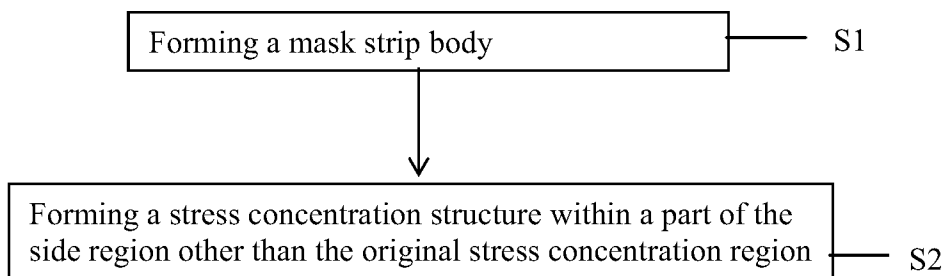 Forming a mask strip body
S1
Forming a stress concentration structure within a part of the
side region other than the original stress concentration region
S2